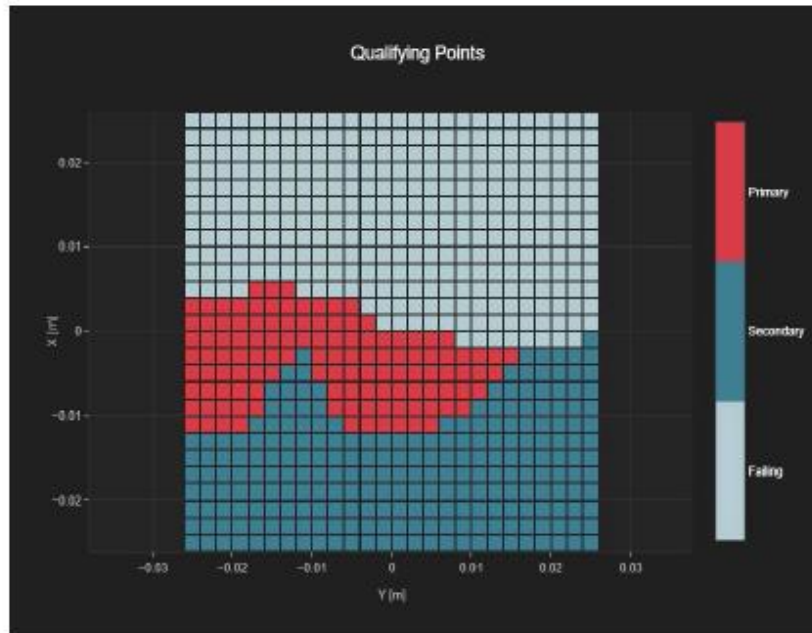 Qualifying Points
0.02
0.01
0
−0.01
−0.02
X [m]
−0.03
−0.02
−0.01
0
0.01
0.02
0.03
Y [m]
Primary
Secondary
Failing